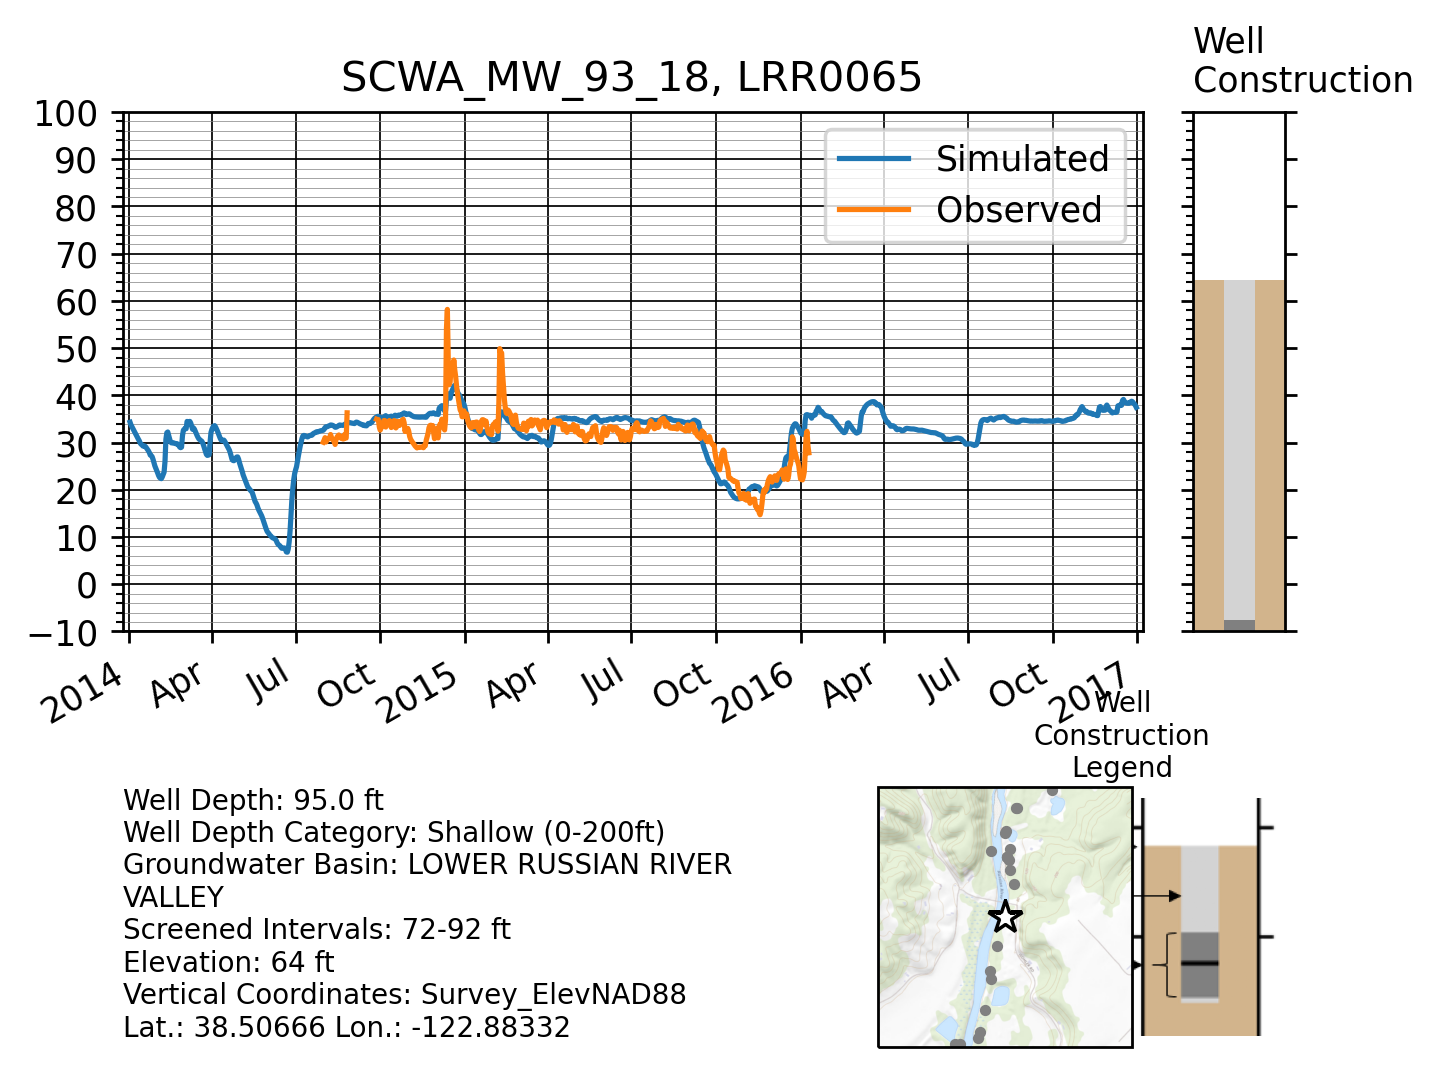 Well
Construction
SCWA_MW_93_18, LRR0065
100
90
80
70
60
50
40
30
20
10
0
−10
Simulated
Observed
2014
Apr
Jul
Oct
2015
Apr
Jul
Oct
2016
Apr
Jul
Oct
2017
Well
Construction
Legend
Well Depth: 95.0 ft
Well Depth Category: Shallow (0-200ft)
Groundwater Basin: LOWER RUSSIAN RIVER
VALLEY
Screened Intervals: 72-92 ft
Elevation: 64 ft
Vertical Coordinates: Survey_ElevNAD88
Lat.: 38.50666 Lon.: -122.88332